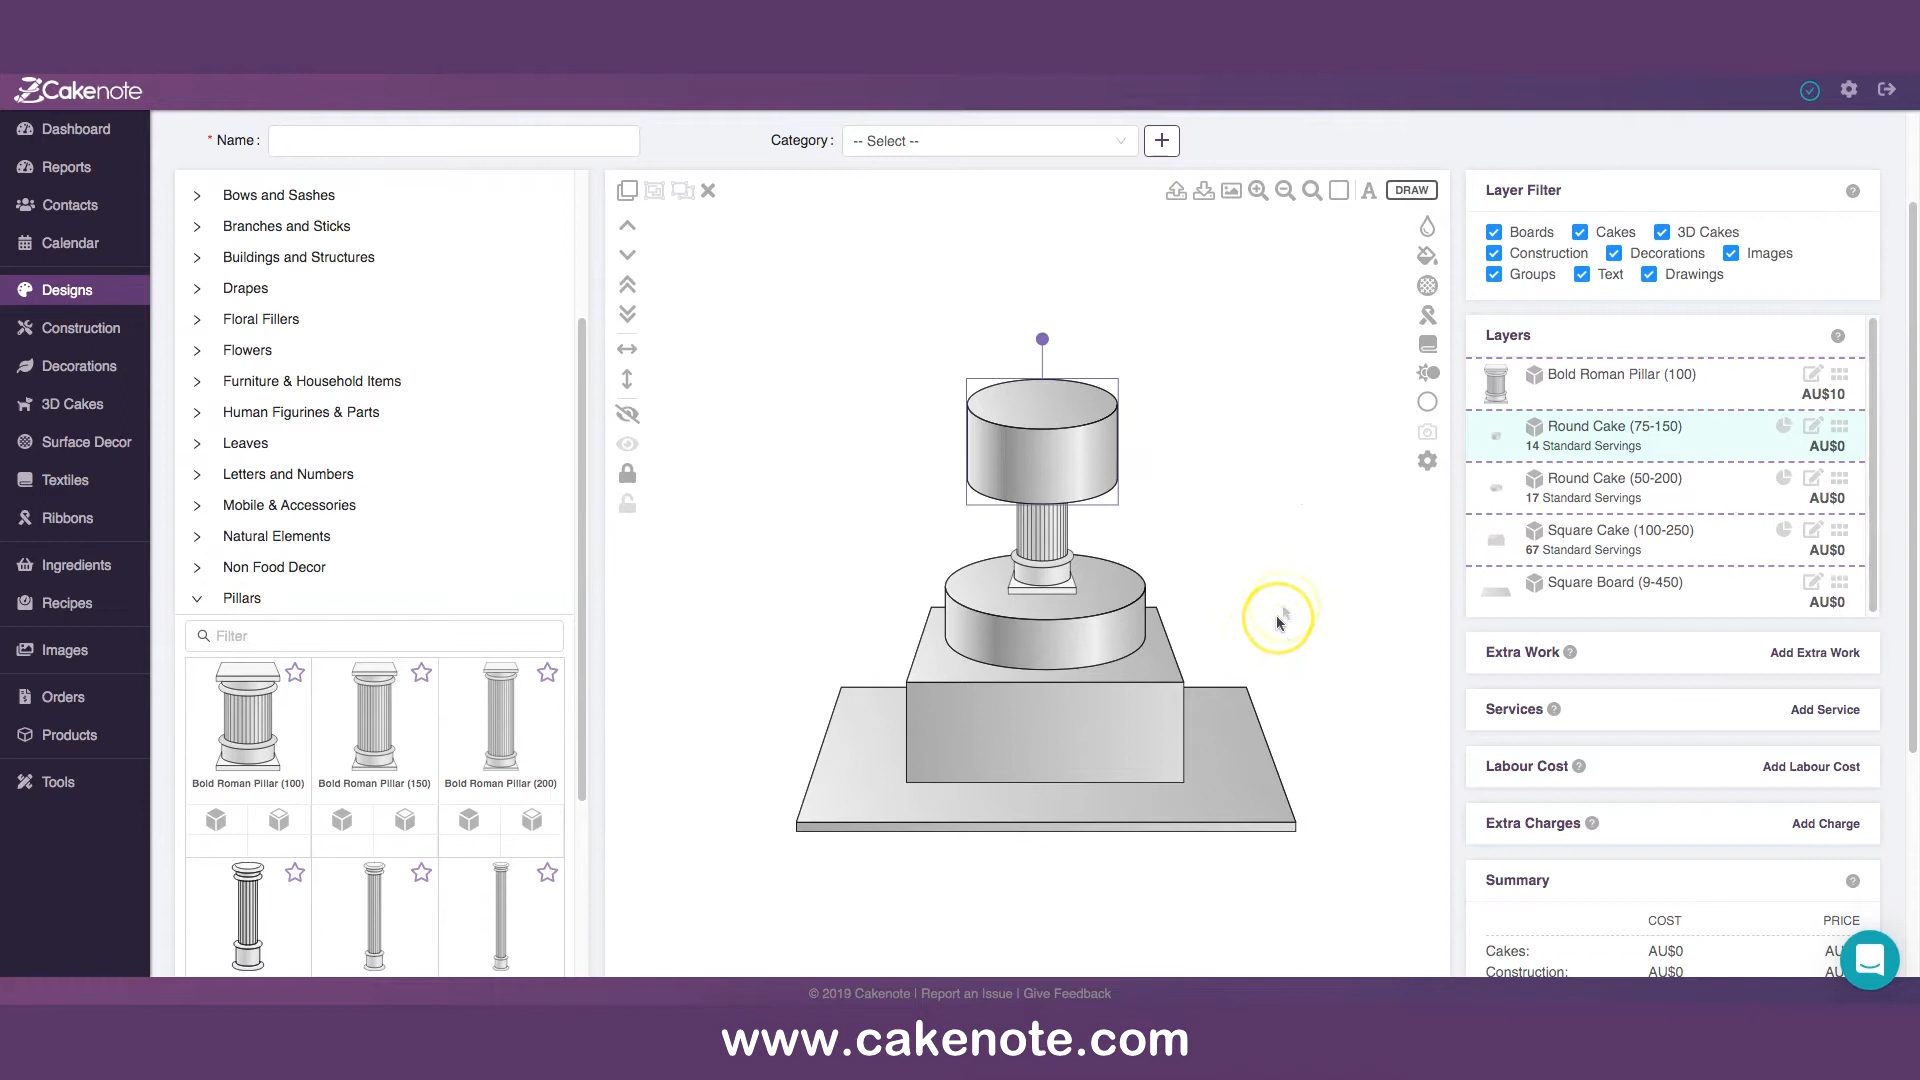 Cakenote
Dashboard
Reports
Contacts
Calendar
Designs
Construction
Decorations
3D Cakes
Surface Decor
Textiles
Ribbons
Ingredients
Recipes
Images
Orders
Products
Tools
* Name :
Category : -- Select --
Bows and Sashes
Branches and Sticks
Buildings and Structures
Drapes
Floral Fillers
Flowers
Furniture & Household Items
Human Figurines & Parts
Leaves
Letters and Numbers
Mobile & Accessories
Natural Elements
Non Food Decor
Pillars
Filter
Bold Roman Pillar (100) Bold Roman Pillar (150) Bold Roman Pillar (200)
A DRAW
Layer Filter
Boards Cakes 3D Cakes
Construction Decorations Images
Groups Text Drawings
Layers
Bold Roman Pillar (100)
AU$10
Round Cake (75-150)
14 Standard Servings AU$0
Round Cake (50-200)
17 Standard Servings AU$0
Square Cake (100-250)
67 Standard Servings AU$0
Square Board (9-450)
AU$0
Extra Work Add Extra Work
Services Add Service
Labour Cost Add Labour Cost
Extra Charges Add Charge
Summary
COST PRICE
Cakes: AU$0
Construction: AU$0
© 2019 Cakenote | Report an Issue | Give Feedback
www.cakenote.com